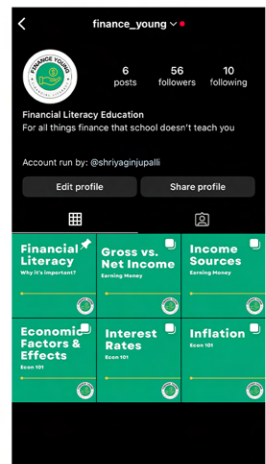 finance_young
FINANCE YOUNG
6 56 10
posts followers following
Financial Literacy Education
For all things finance that school doesn't teach you
Account run by: @shriyaginjupalli
Edit profile Share profile
Financial
Literacy
Why it's important?
Gross vs.
Net Income
Earning Money
Income
Sources
Earning Money
Economic
Factors &
Effects
Econ 101
Interest
Rates
Econ 101
Inflation
Econ 101